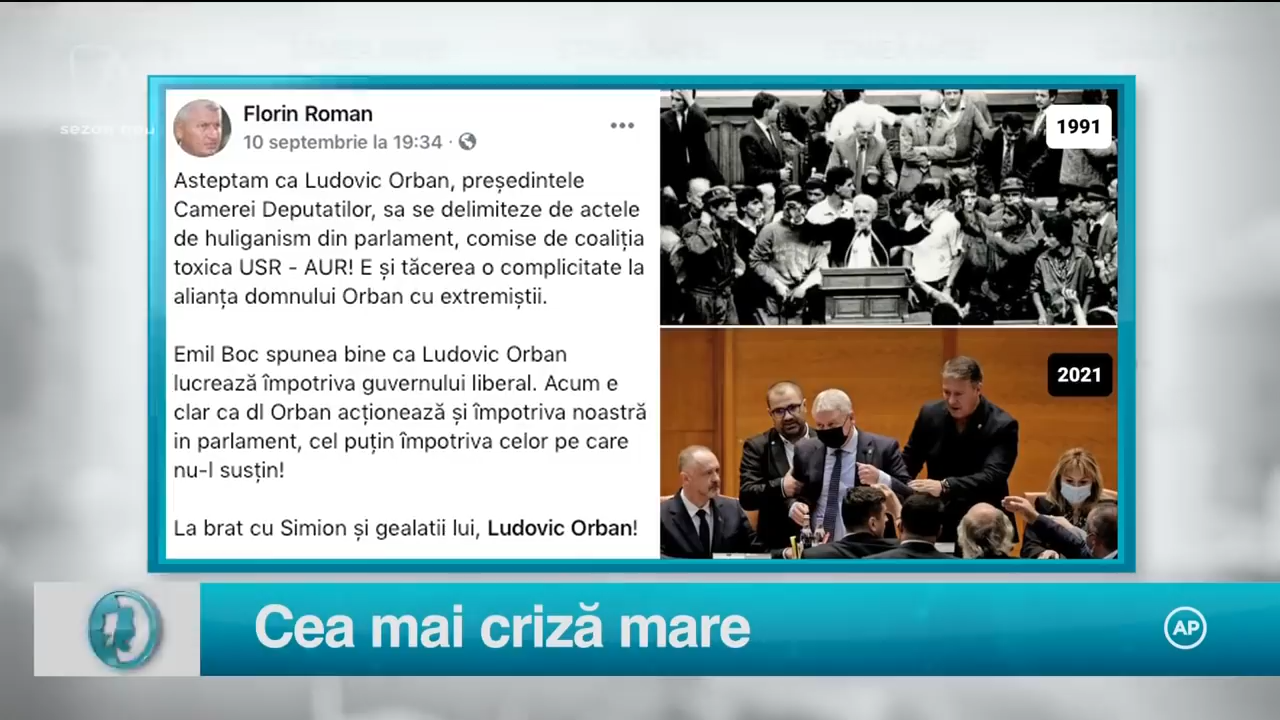 sezon nou
Florin Roman
10 septembrie la 19:34 ·
Asteptam ca Ludovic Orban, președintele
Camerei Deputatilor, sa se delimiteze de actele
de huliganism din parlament, comise de coaliția
toxica USR - AUR! E și tăcerea o complicitate la
alianța domnului Orban cu extremiștii.
Emil Boc spunea bine ca Ludovic Orban
lucrează împotriva guvernului liberal. Acum e
clar ca dl Orban acționează și împotriva noastră
in parlament, cel puțin împotriva celor pe care
nu-l susțin!
La brat cu Simion și gealatii lui, Ludovic Orban!
1991
2021
Cea mai criză mare
AP